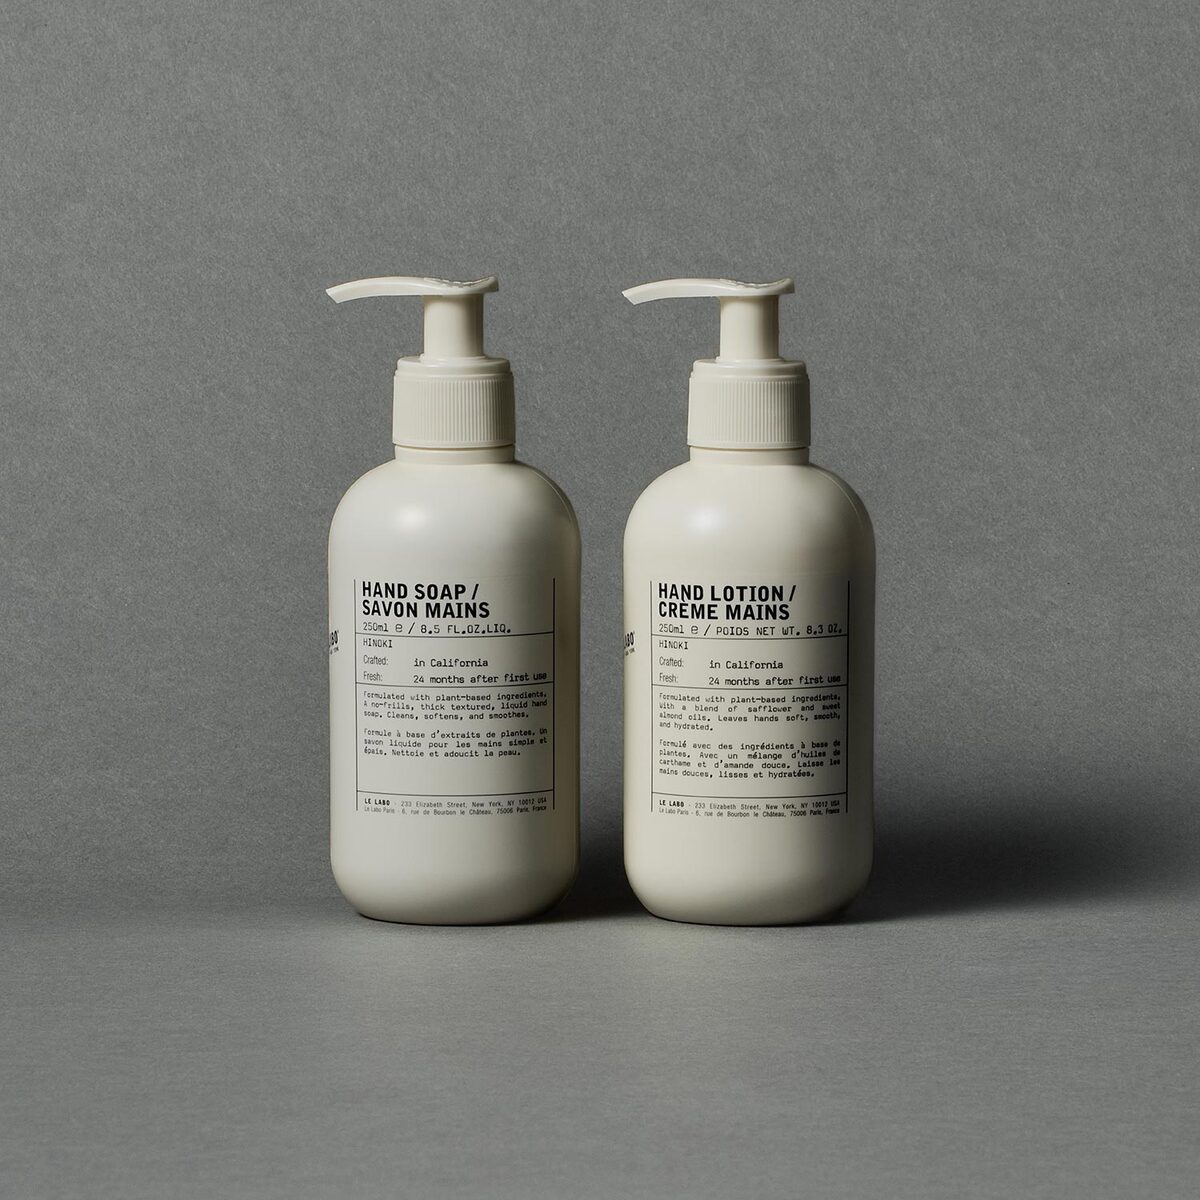 HAND SOAP /
SAVON MAINS
250ml ℮ / 8.5 FL.OZ.LIQ.
HINOKI
Crafted: in California
Fresh: 24 months after first use
Formulated with plant-based ingredients.
A no-frills, thick textured, liquid hand
soap. Cleans, softens, and smoothes.
Formule à base d'extraits de plantes. Un
savon liquide pour les mains simple et
épais. Nettoie et adoucit la peau.
LE LABO - 233 Elizabeth Street, New York, NY 10012 USA
Le Labo Paris - 6, rue de Bourbon le Château, 75006 Paris, France
HAND LOTION /
CRÈME MAINS
250ml ℮ / POIDS NET WT. 8.3 OZ.
HINOKI
Crafted: in California
Fresh: 24 months after first use
Formulated with plant-based ingredients.
With a blend of safflower and sweet
almond oils. Leaves hands soft, smooth,
and hydrated.
Formulé avec des ingrédients à base de
plantes. Avec un mélange d'huiles de
carthame et d'amande douce. Laisse les
mains douces, lisses et hydratées.
LE LABO - 233 Elizabeth Street, New York, NY 10012 USA
Le Labo Paris - 6, rue de Bourbon le Château, 75006 Paris, France